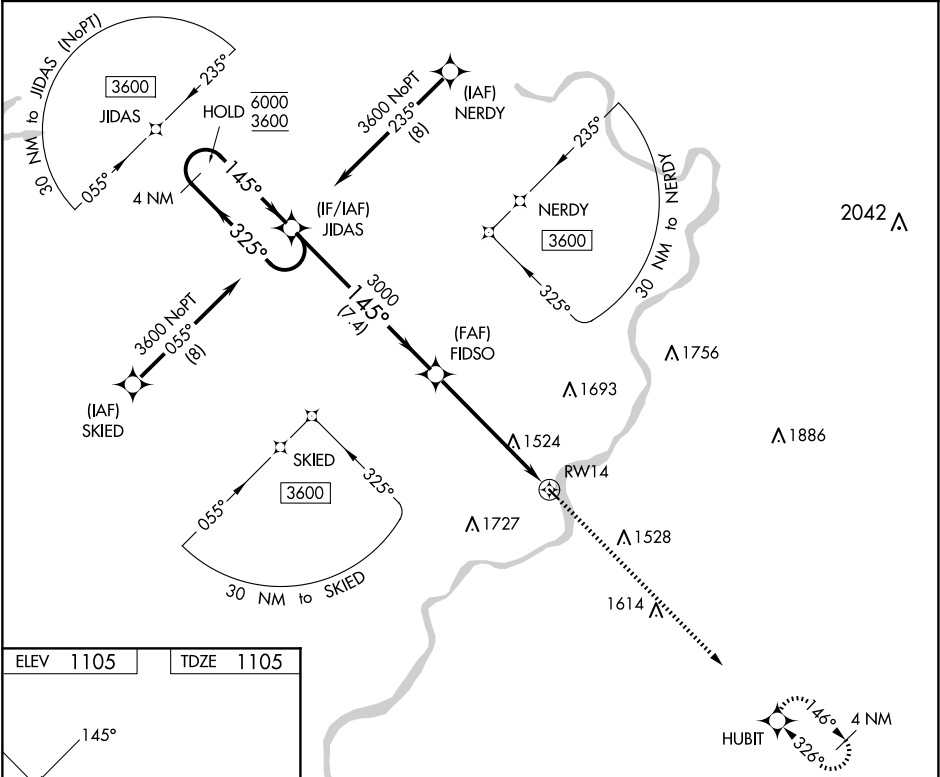 30 NM to JIDAS (NoPT)
3600
JIDAS
235°
055°
HOLD
6000
3600
4 NM
145°
325°
(IF/IAF)
JIDAS
3600 NoPT
235°
(8)
(IAF)
NERDY
235°
NERDY
3600
325°
30 NM to NERDY
2042
3600 NoPT
055°
(8)
(IAF)
SKIED
3000
145°
(7.4)
(FAF)
FIDSO
1756
1693
1886
1524
RW14
SKIED
3600
055°
325°
30 NM to SKIED
1727
1528
1614
ELEV 1105
TDZE 1105
145°
HUBIT
146°
326°
4 NM